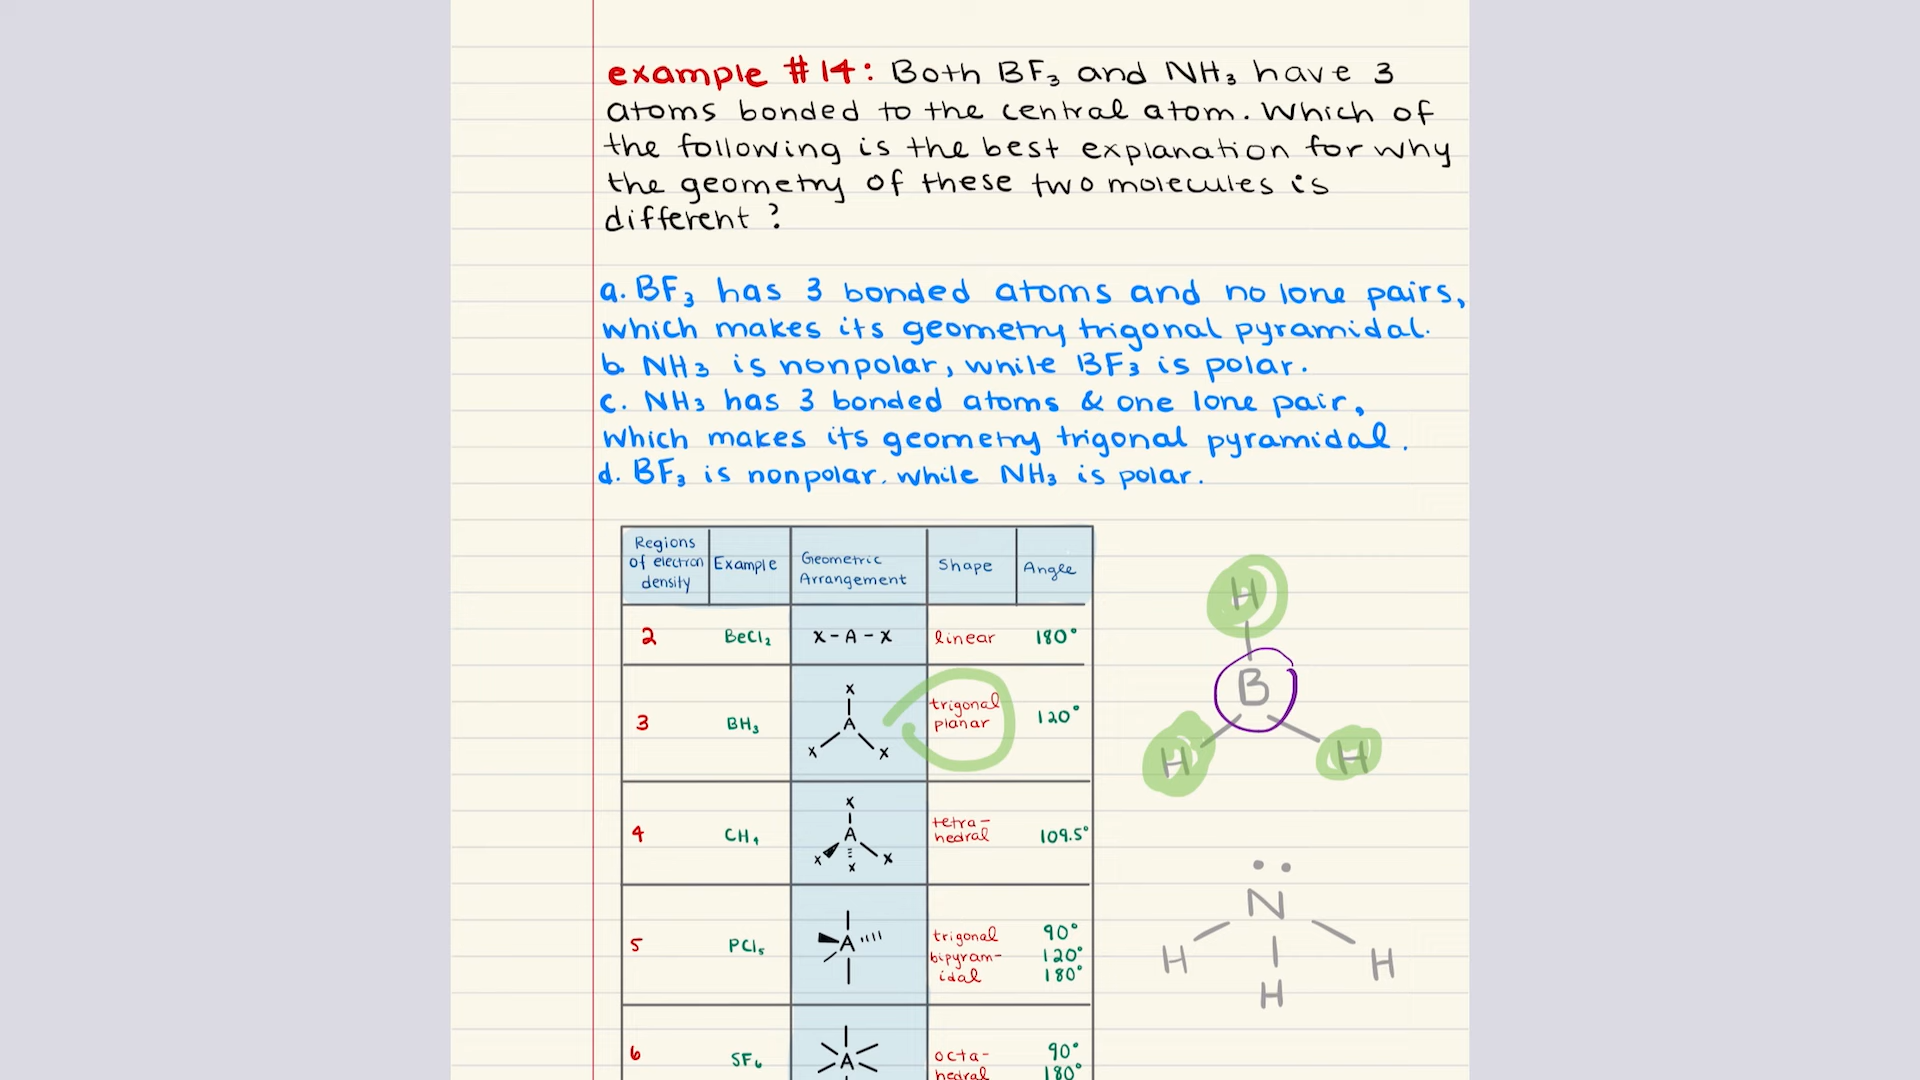 example #14: Both BF₃ and NH₃ have 3
atoms bonded to the central atom. Which of
the following is the best explanation for why
the geometry of these two molecules is
different?
a. BF₃ has 3 bonded atoms and no lone pairs,
which makes its geometry trigonal pyramidal.
b. NH₃ is nonpolar, while BF₃ is polar.
c. NH₃ has 3 bonded atoms & one lone pair,
which makes its geometry trigonal pyramidal.
d. BF₃ is nonpolar. while NH₃ is polar.
Regions of electron density Example Geometric Arrangement Shape Angle
2 BeCl₂ X - A - X linear 180°
3 BH₃ X A X X trigonal planar 120°
4 CH₄ X A X X X tetra-hedral 109.5°
5 PCl₅ A trigonal bipyram-idal 90° 120° 180°
6 SF₆ A octa-hedral 90° 180°
H
B
H H
N
H H
H